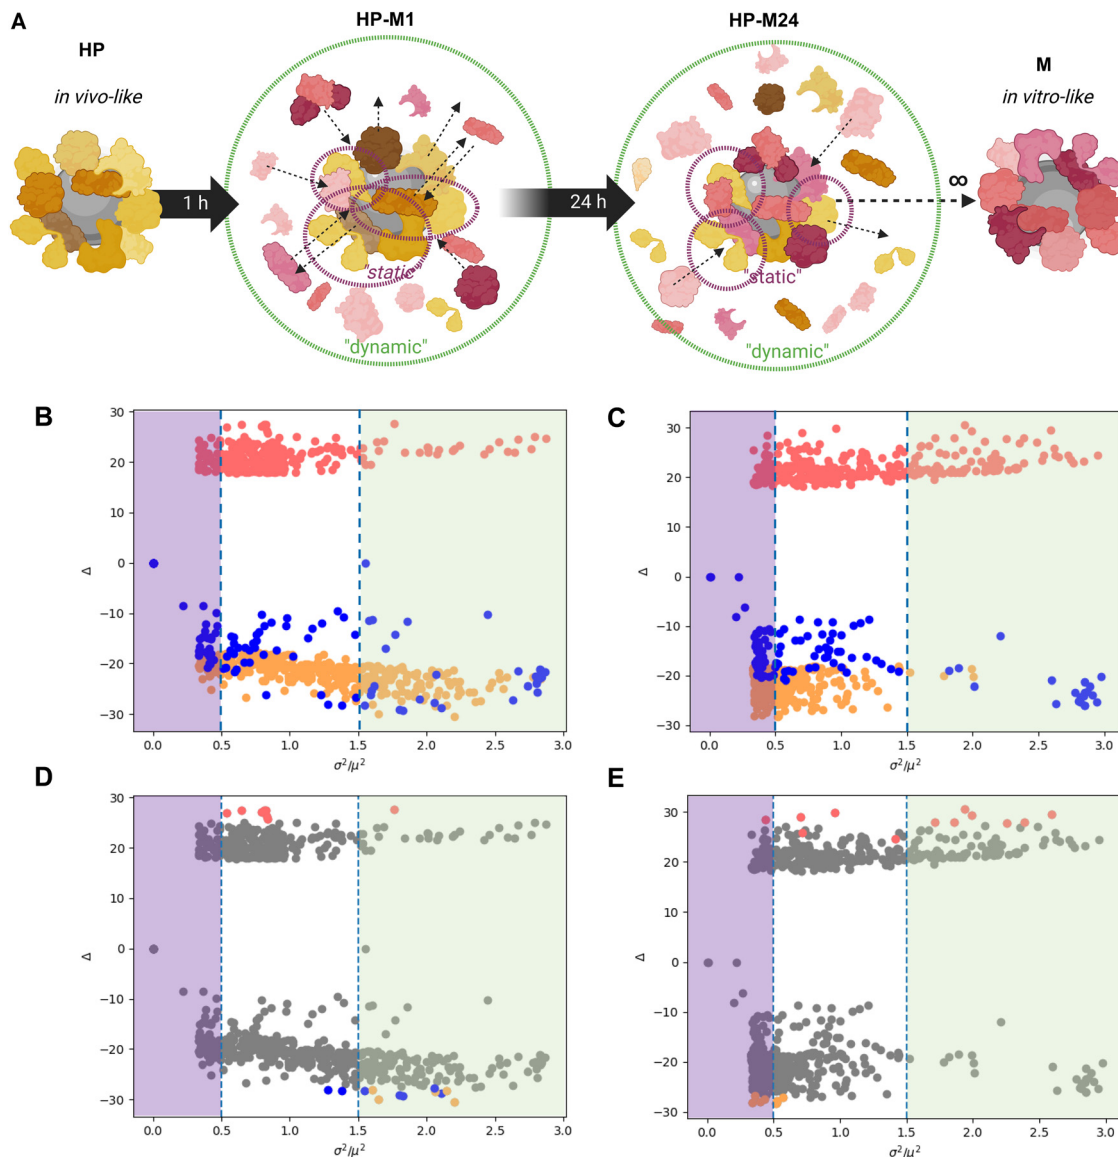 A
HP
in vivo-like
HP-M1
HP-M24
M
in vitro-like
1 h
24 h
∞
"static"
"dynamic"
"static"
"dynamic"
B
30
20
10
0
−10
−20
−30
Δ
0.0 0.5 1.0 1.5 2.0 2.5 3.0
σ²/μ²
C
30
20
10
0
−10
−20
−30
Δ
0.0 0.5 1.0 1.5 2.0 2.5 3.0
σ²/μ²
D
30
20
10
0
−10
−20
−30
Δ
0.0 0.5 1.0 1.5 2.0 2.5 3.0
σ²/μ²
E
30
20
10
0
−10
−20
−30
Δ
0.0 0.5 1.0 1.5 2.0 2.5 3.0
σ²/μ²